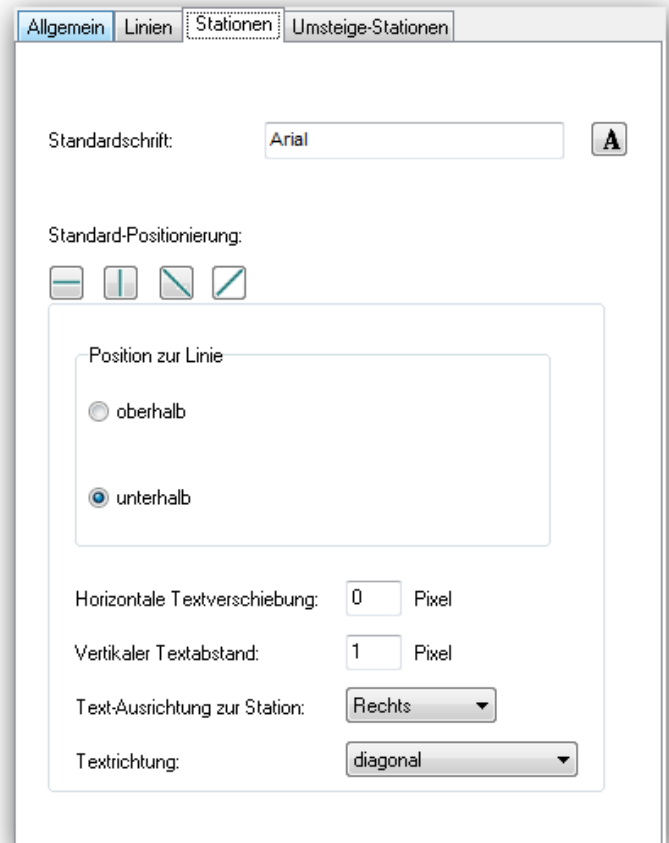 Allgemein Linien Stationen Umsteige-Stationen
Standardschrift: Arial A
Standard-Positionierung:
Position zur Linie
oberhalb
unterhalb
Horizontale Textverschiebung: 0 Pixel
Vertikaler Textabstand: 1 Pixel
Text-Ausrichtung zur Station: Rechts
Textrichtung: diagonal